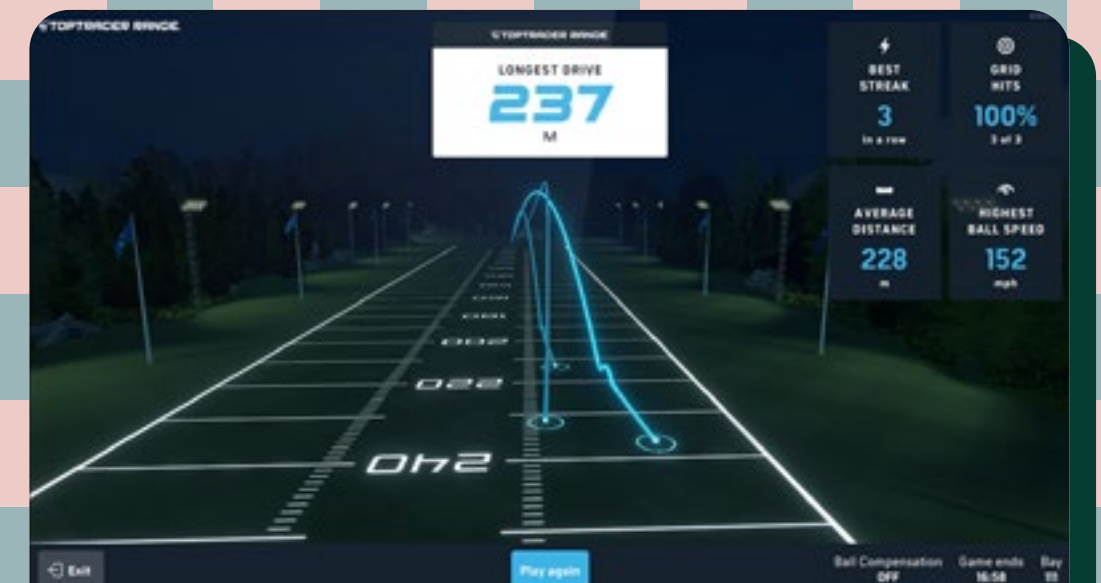 TOPTRACER RANGE
TOPTRACER RANGE
LONGEST DRIVE
237
M
BEST
STREAK
3
in a row
GRID
HITS
100%
3 of 3
AVERAGE
DISTANCE
228
m
HIGHEST
BALL SPEED
152
mph
200
220
240
Exit
Play again
Ball Compensation
OFF
Game ends
16:58
Bay